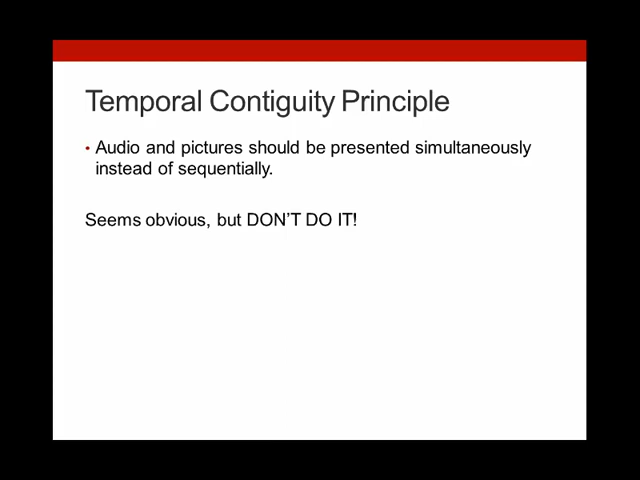 Temporal Contiguity Principle
• Audio and pictures should be presented simultaneously
instead of sequentially.
Seems obvious, but DON'T DO IT!